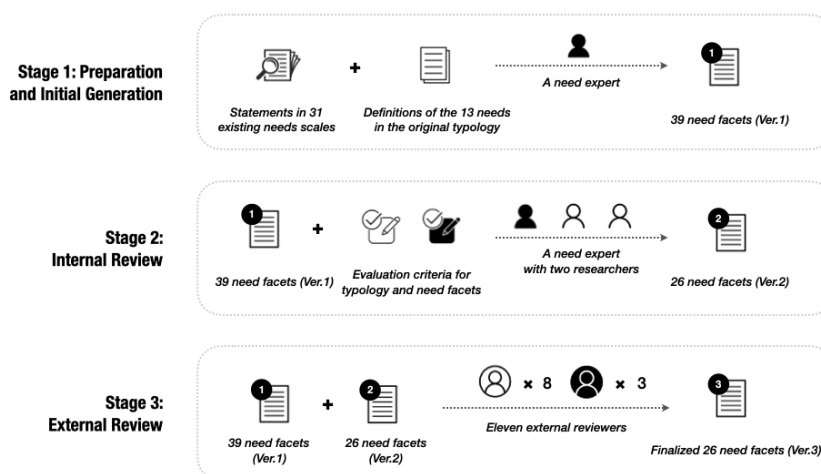 Stage 1: Preparation
and Initial Generation
+
Statements in 31
existing needs scales
Definitions of the 13 needs
in the original typology
A need expert
1
39 need facets (Ver.1)
Stage 2:
Internal Review
1
39 need facets (Ver.1)
+
Evaluation criteria for
typology and need facets
A need expert
with two researchers
2
26 need facets (Ver.2)
Stage 3:
External Review
1
39 need facets
(Ver.1)
+
2
26 need facets
(Ver.2)
× 8
× 3
Eleven external reviewers
3
Finalized 26 need facets (Ver.3)